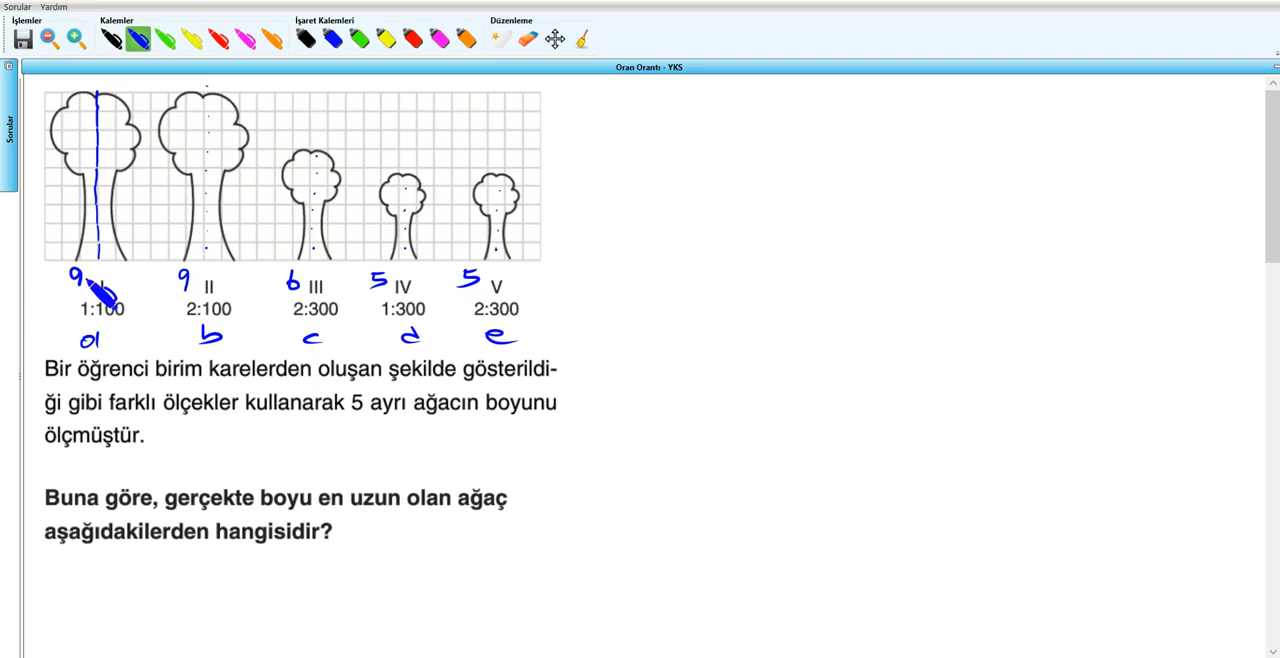 Sorular Yardım
İşlemler Kalemler İşaret Kalemleri Düzenleme
Oran Orantı - YKS
Sorular
9 9 6 5 5
I II III IV V
1:100 2:100 2:300 1:300 2:300
a b c d e
Bir öğrenci birim karelerden oluşan şekilde gösterildi-
ği gibi farklı ölçekler kullanarak 5 ayrı ağacın boyunu
ölçmüştür.
Buna göre, gerçekte boyu en uzun olan ağaç
aşağıdakilerden hangisidir?